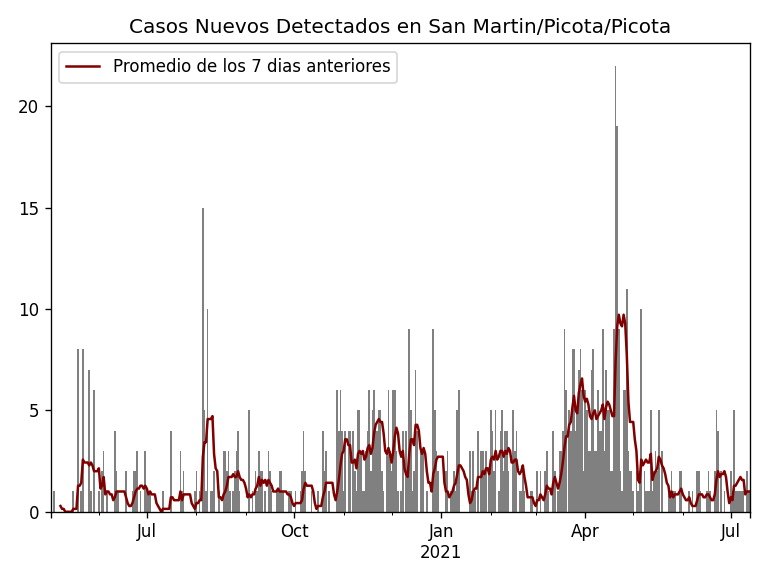 Casos Nuevos Detectados en San Martin/Picota/Picota
Promedio de los 7 dias anteriores
20
15
10
5
0
Jul
Oct
Jan
2021
Apr
Jul